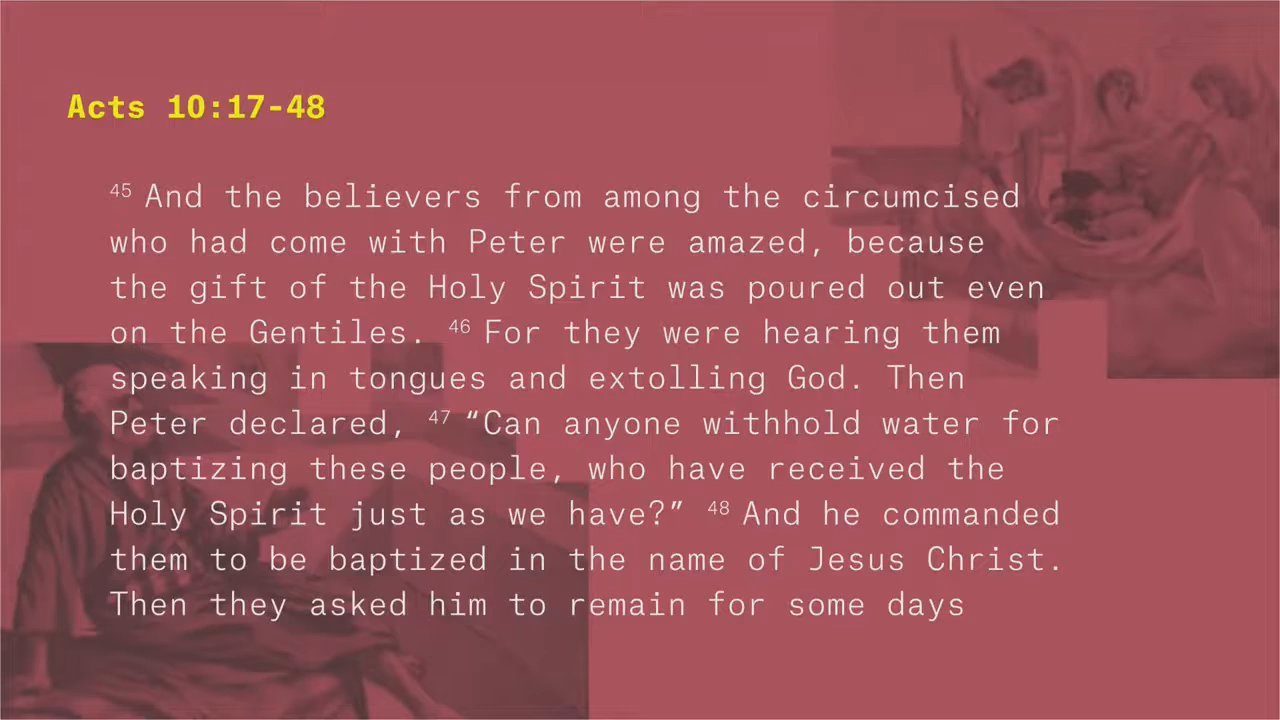 Acts 10:17-48
45 And the believers from among the circumcised
who had come with Peter were amazed, because
the gift of the Holy Spirit was poured out even
on the Gentiles. 46 For they were hearing them
speaking in tongues and extolling God. Then
Peter declared, 47 “Can anyone withhold water for
baptizing these people, who have received the
Holy Spirit just as we have?” 48 And he commanded
them to be baptized in the name of Jesus Christ.
Then they asked him to remain for some days